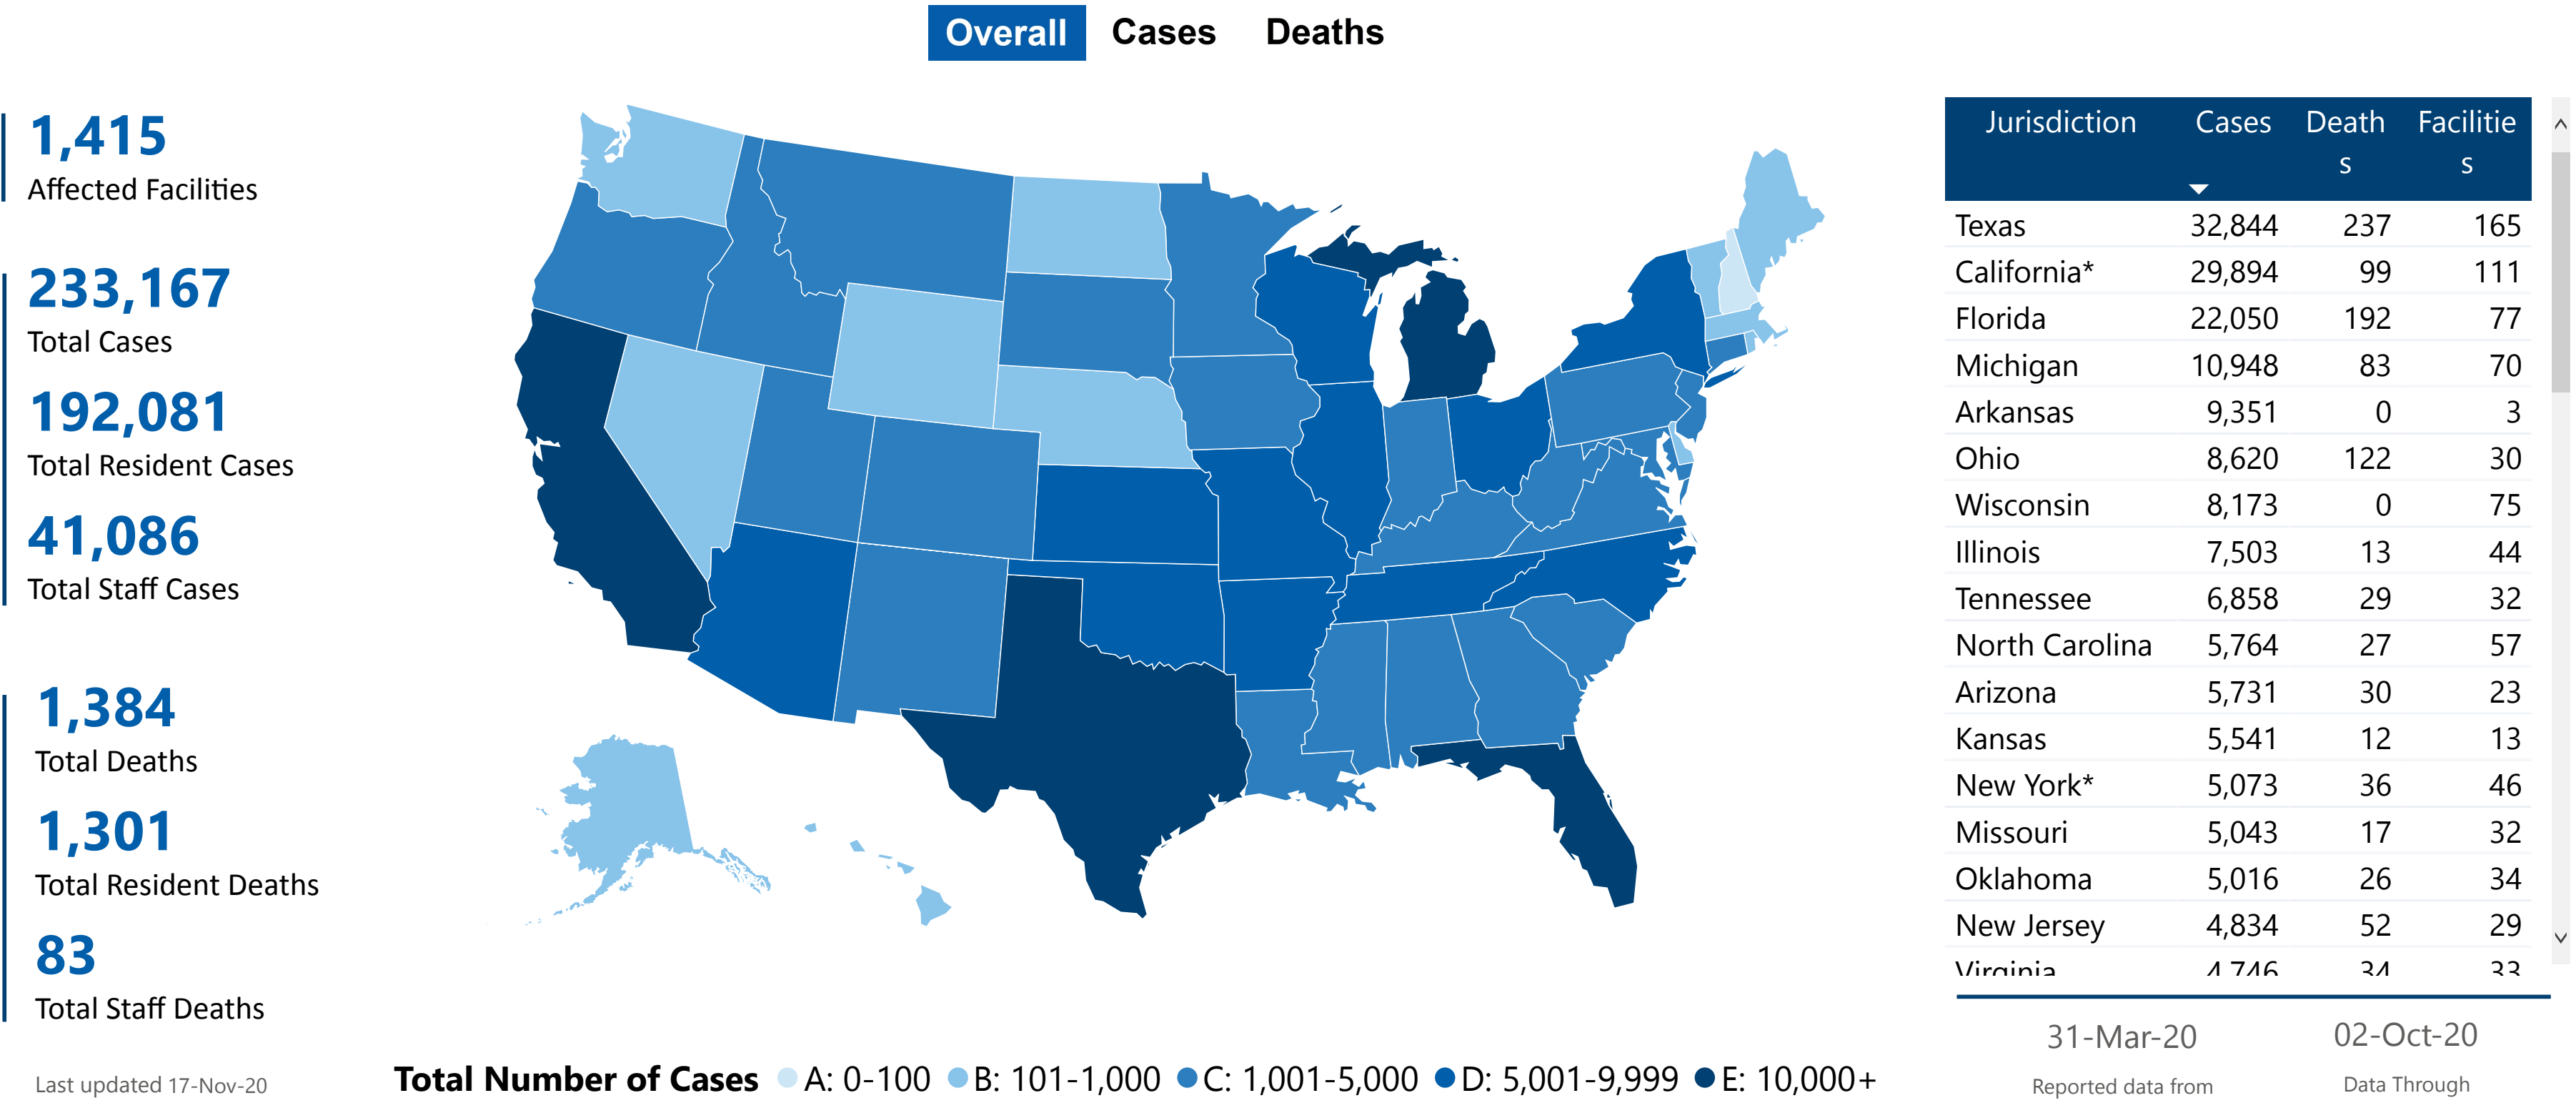 Overall Cases Deaths
1,415
Affected Facilities
233,167
Total Cases
192,081
Total Resident Cases
41,086
Total Staff Cases
1,384
Total Deaths
1,301
Total Resident Deaths
83
Total Staff Deaths
Last updated 17-Nov-20
Total Number of Cases A: 0-100 B: 101-1,000 C: 1,001-5,000 D: 5,001-9,999 E: 10,000+
Jurisdiction Cases Death Facilitie
s s
Texas 32,844 237 165
California* 29,894 99 111
Florida 22,050 192 77
Michigan 10,948 83 70
Arkansas 9,351 0 3
Ohio 8,620 122 30
Wisconsin 8,173 0 75
Illinois 7,503 13 44
Tennessee 6,858 29 32
North Carolina 5,764 27 57
Arizona 5,731 30 23
Kansas 5,541 12 13
New York* 5,073 36 46
Missouri 5,043 17 32
Oklahoma 5,016 26 34
New Jersey 4,834 52 29
Virginia 4,746 34 33
31-Mar-20 02-Oct-20
Reported data from Data Through